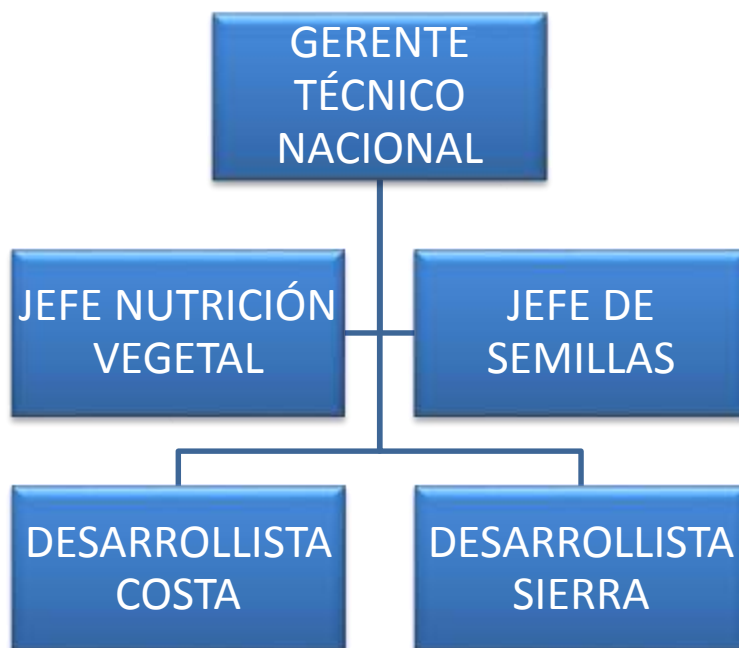 GERENTE
TÉCNICO
NACIONAL
JEFE NUTRICIÓN
VEGETAL
JEFE DE
SEMILLAS
DESARROLLISTA
COSTA
DESARROLLISTA
SIERRA